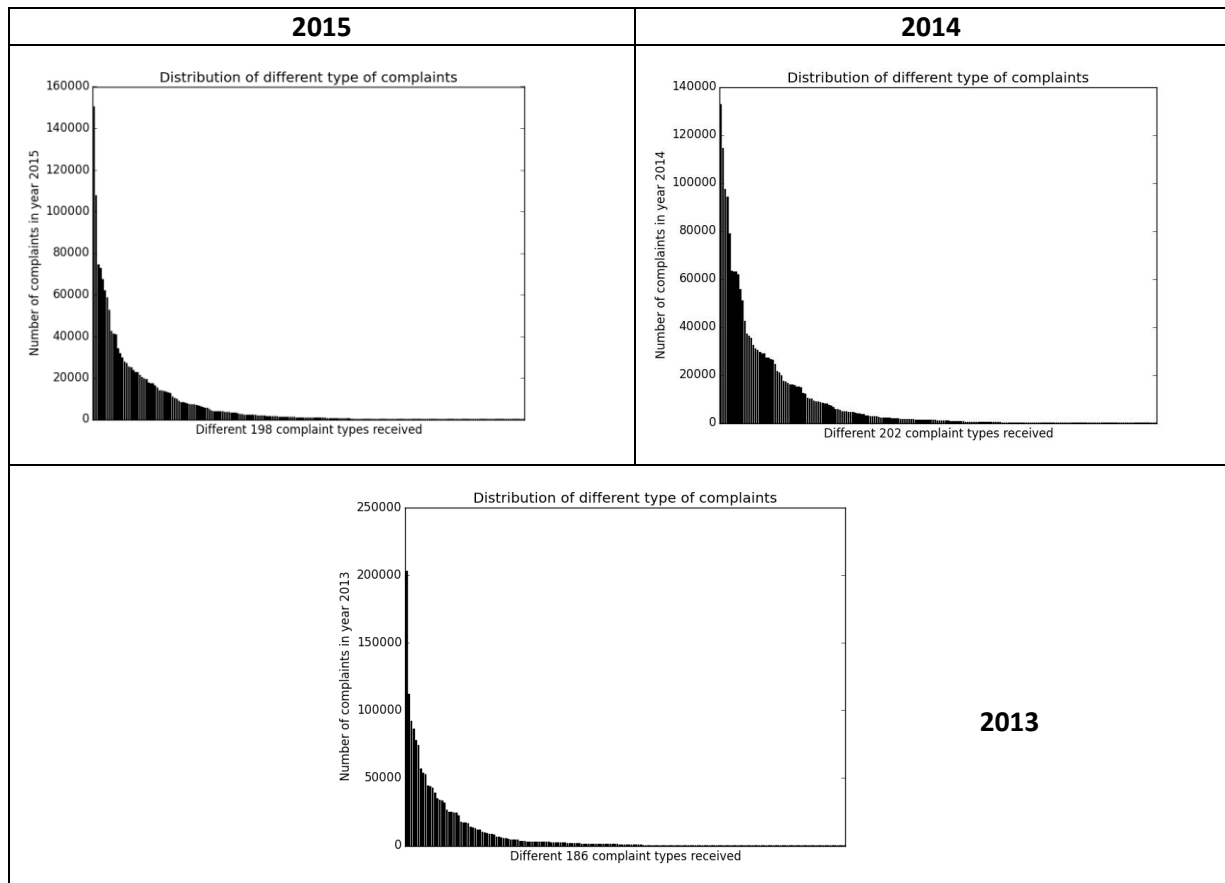 2015
2014
Distribution of different type of complaints
Number of complaints in year 2015
160000
140000
120000
100000
80000
60000
40000
20000
0
Different 198 complaint types received
Distribution of different type of complaints
Number of complaints in year 2014
140000
120000
100000
80000
60000
40000
20000
0
Different 202 complaint types received
Distribution of different type of complaints
Number of complaints in year 2013
250000
200000
150000
100000
50000
0
Different 186 complaint types received
2013